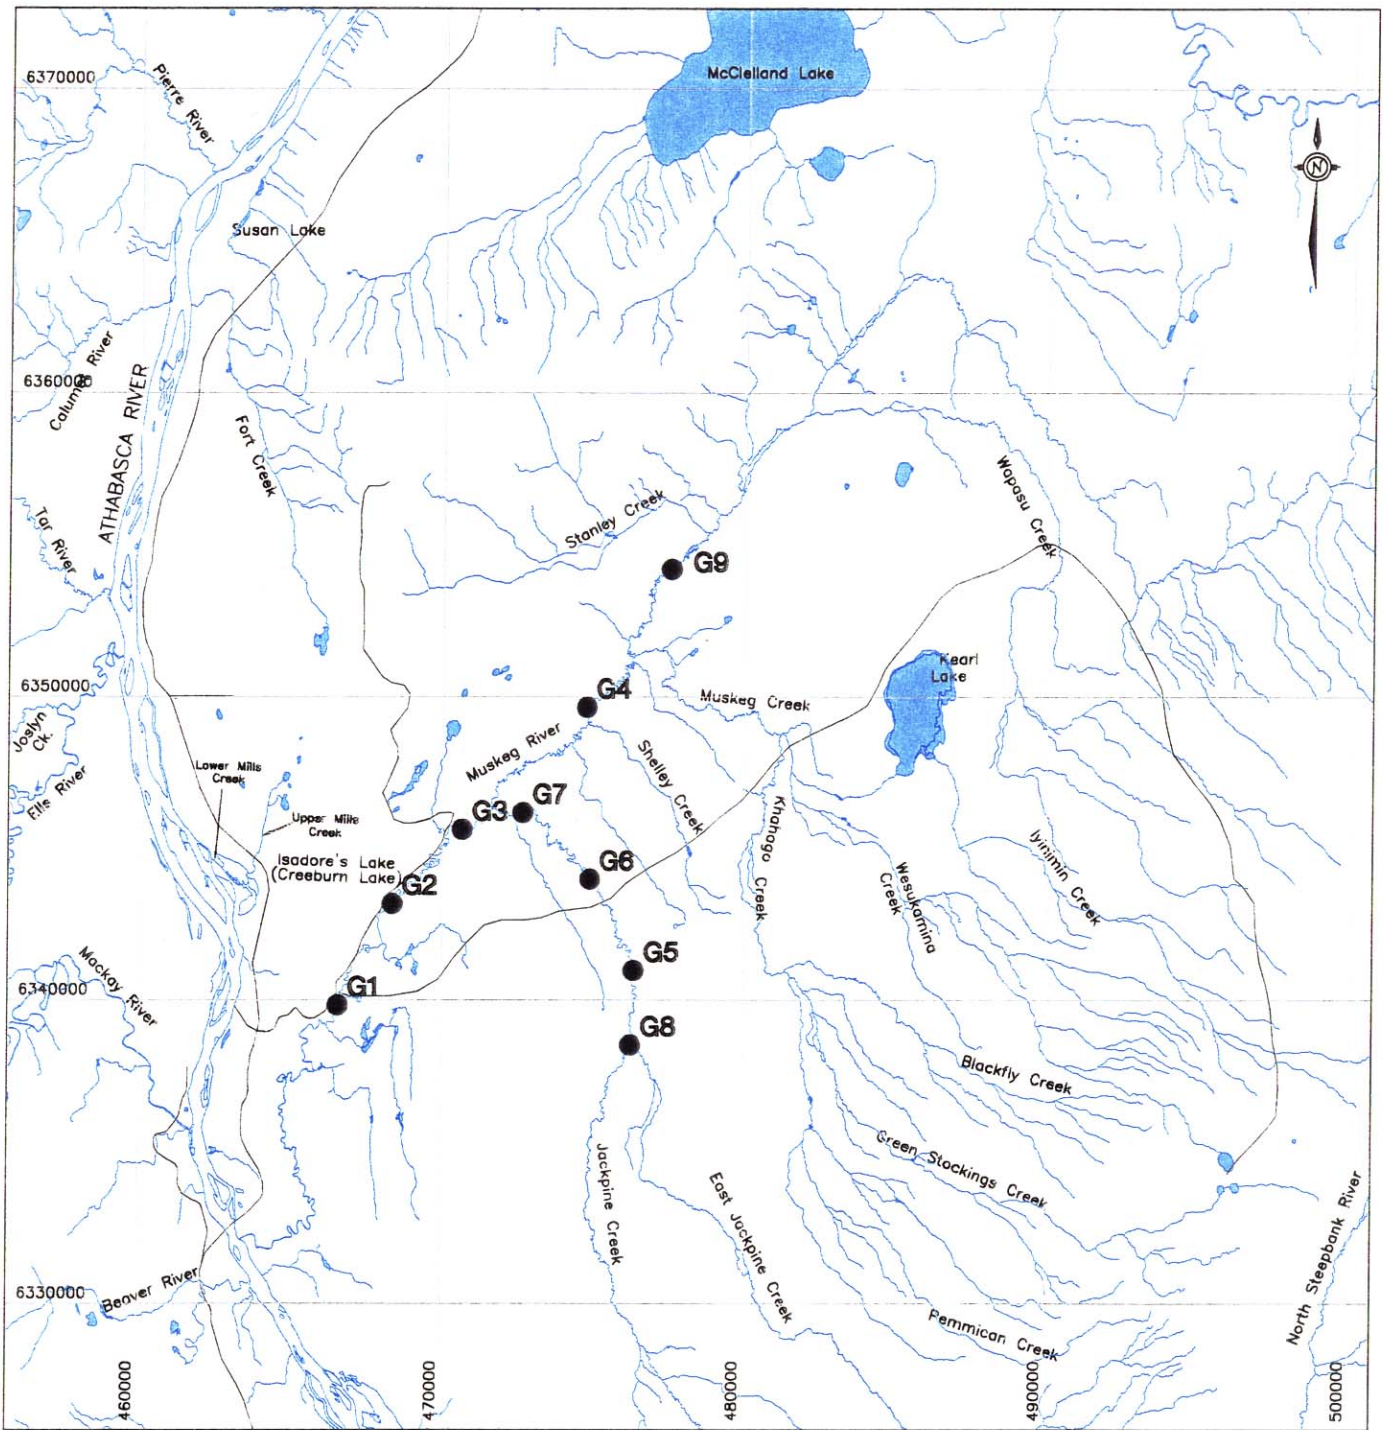 McClelland Lake
6370000
Pierre River
N
Susan Lake
Calumet River
6360000
ATHABASCA RIVER
Fort Creek
Wapasu Creek
Tar River
Stanley Creek
G9
Kearl
Lake
6350000
G4
Muskeg Creek
Joslyn
Ck.
Muskeg River
Shelley Creek
Lower Mills
Creek
Ells River
G7
Khahago Creek
Upper Mills
Creek
G3
Iyinimin Creek
Isadore's Lake
(Creeburn Lake)
G6
Wesukamina
Creek
G2
Mackay River
G5
6340000
G1
G8
Blackfly Creek
Green Stockings Creek
Jackpine Creek
East Jackpine Creek
North Steepbank River
Beaver River
6330000
Pemmican Creek
460000
470000
480000
490000
500000